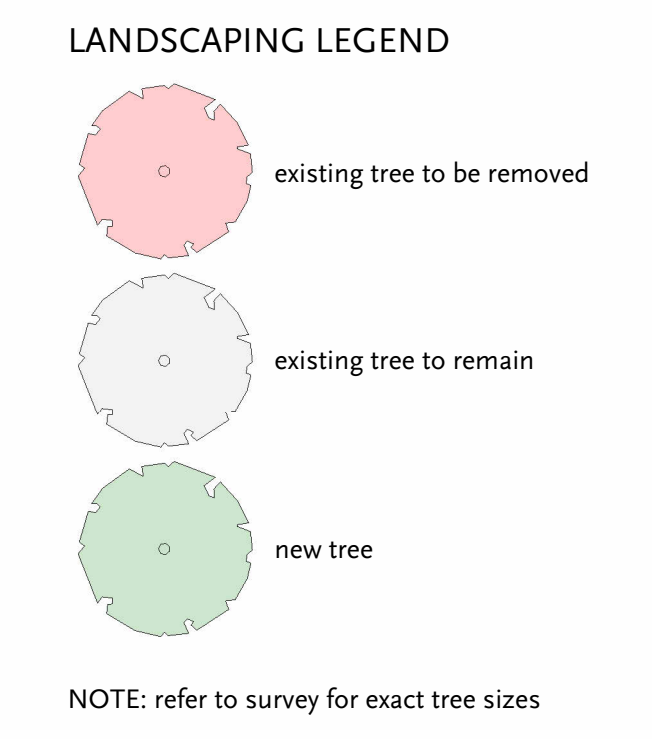 LANDSCAPING LEGEND
existing tree to be removed
existing tree to remain
new tree
NOTE: refer to survey for exact tree sizes